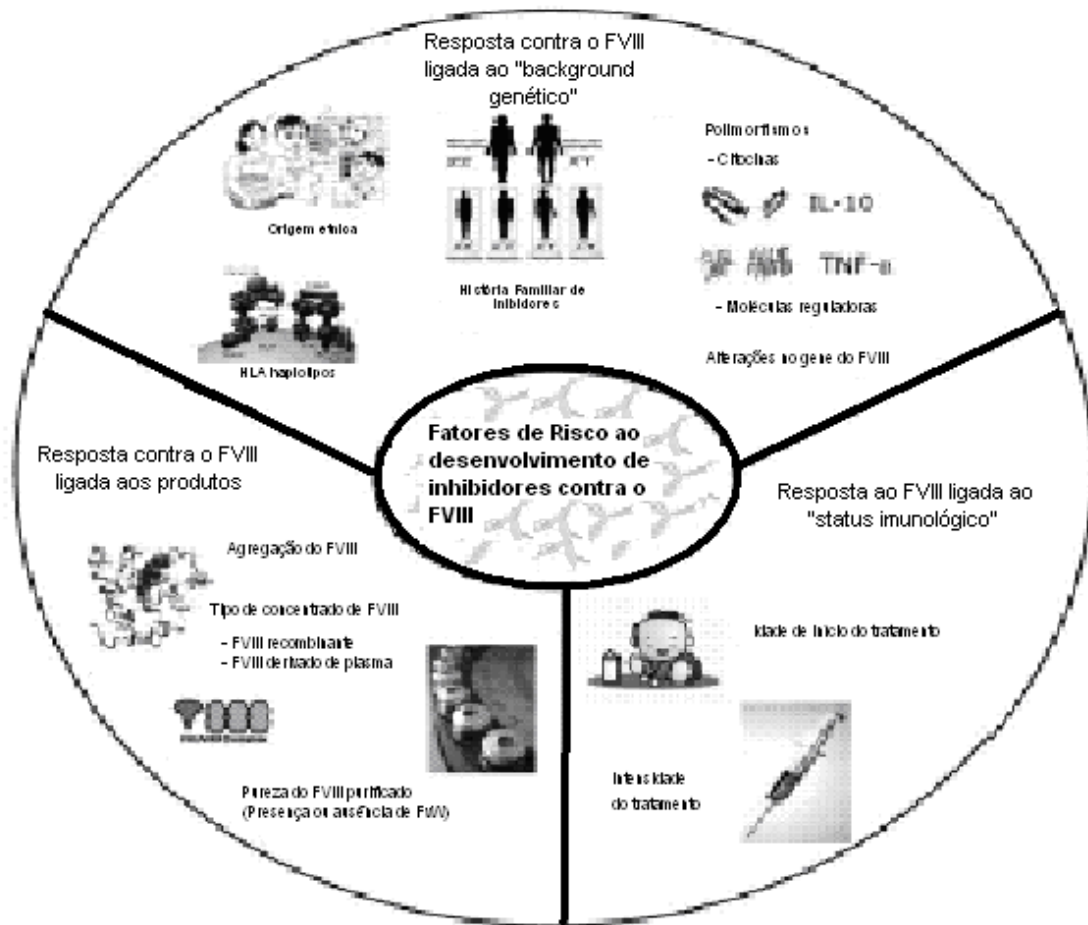 Resposta contra o FVIII
ligada ao "background
genético"
Origem etnica
HLA haplotipos
História Familiar de
Inibidores
Polimorfismos
- Citocinas
IL-10
TNF-α
- Moléculas reguladoras
Alterações no gene do FVIII
Fatores de Risco ao
desenvolvimento de
inhibidores contra o
FVIII
Resposta contra o FVIII
ligada aos produtos
Agregação do FVIII
Tipo de concentrado de FVIII
- FVIII recombinante
- FVIII derivado de plasma
Pureza do FVIII purificado
(Presença ou ausência de FvW)
Resposta ao FVIII ligada ao
"status imunológico"
Idade de Inicio do tratamento
Intensidade
do tratamento